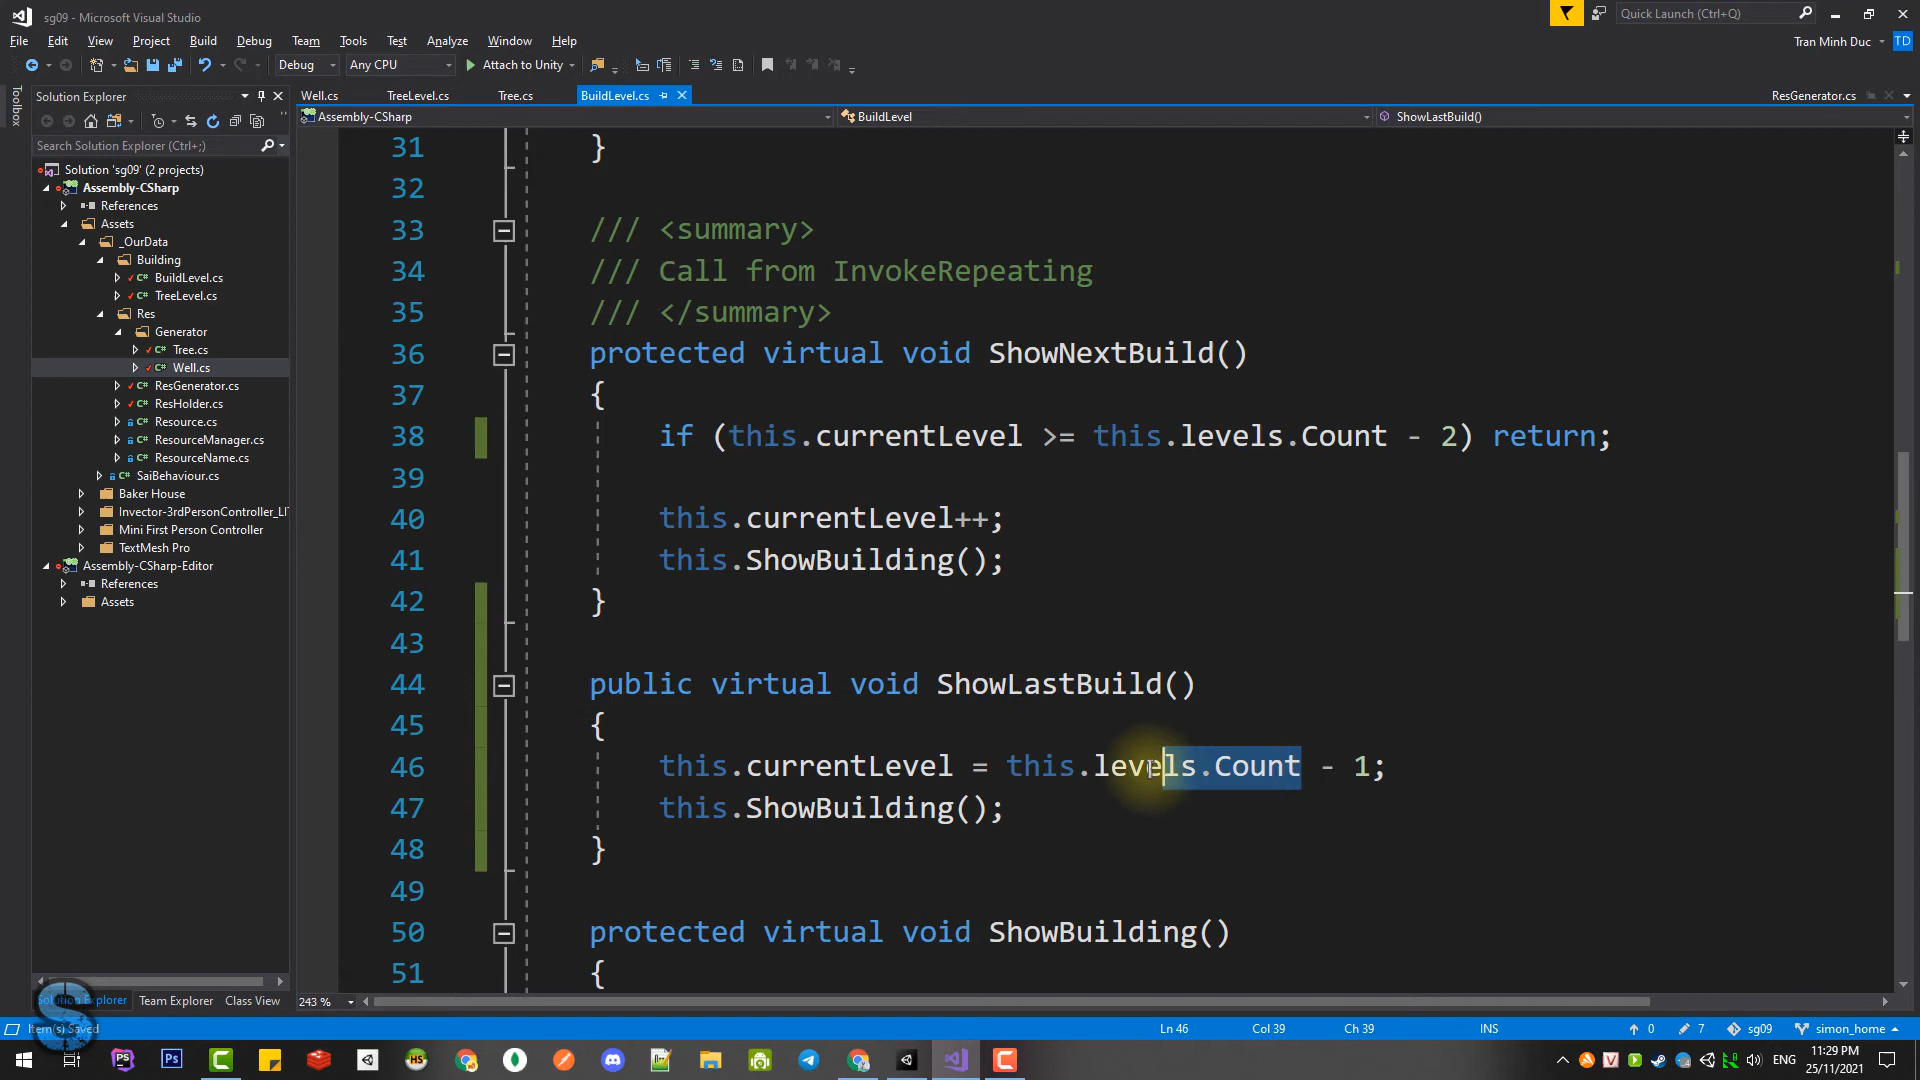 sg09 - Microsoft Visual Studio
Quick Launch (Ctrl+Q)
File Edit View Project Build Debug Team Tools Test Analyze Window Help
Tran Minh Duc TD
Debug Any CPU Attach to Unity
Toolbox
Solution Explorer
Well.cs TreeLevel.cs Tree.cs BuildLevel.cs ResGenerator.cs
Assembly-CSharp BuildLevel ShowLastBuild()
Search Solution Explorer (Ctrl+;)
Solution 'sg09' (2 projects)
Assembly-CSharp
References
Assets
_OurData
Building
BuildLevel.cs
TreeLevel.cs
Res
Generator
Tree.cs
Well.cs
ResGenerator.cs
ResHolder.cs
Resource.cs
ResourceManager.cs
ResourceName.cs
SaiBehaviour.cs
Baker House
Invector-3rdPersonController_LI
Mini First Person Controller
TextMesh Pro
Assembly-CSharp-Editor
References
Assets
31 }
32
33 /// <summary>
34 /// Call from InvokeRepeating
35 /// </summary>
36 protected virtual void ShowNextBuild()
37 {
38 if (this.currentLevel >= this.levels.Count - 2) return;
39
40 this.currentLevel++;
41 this.ShowBuilding();
42 }
43
44 public virtual void ShowLastBuild()
45 {
46 this.currentLevel = this.levels.Count - 1;
47 this.ShowBuilding();
48 }
49
50 protected virtual void ShowBuilding()
51 {
Solution Explorer Team Explorer Class View
243 %
Item(s) Saved
Ln 46 Col 39 Ch 39 INS 0 7 sg09 simon_home
ENG 11:29 PM
25/11/2021